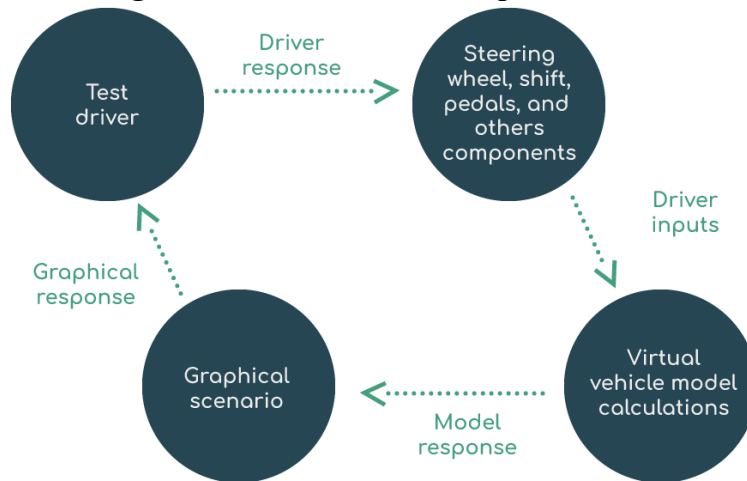 Test
driver
Driver
response
Steering
wheel, shift,
pedals, and
others
components
Driver
inputs
Virtual
vehicle model
calculations
Model
response
Graphical
scenario
Graphical
response